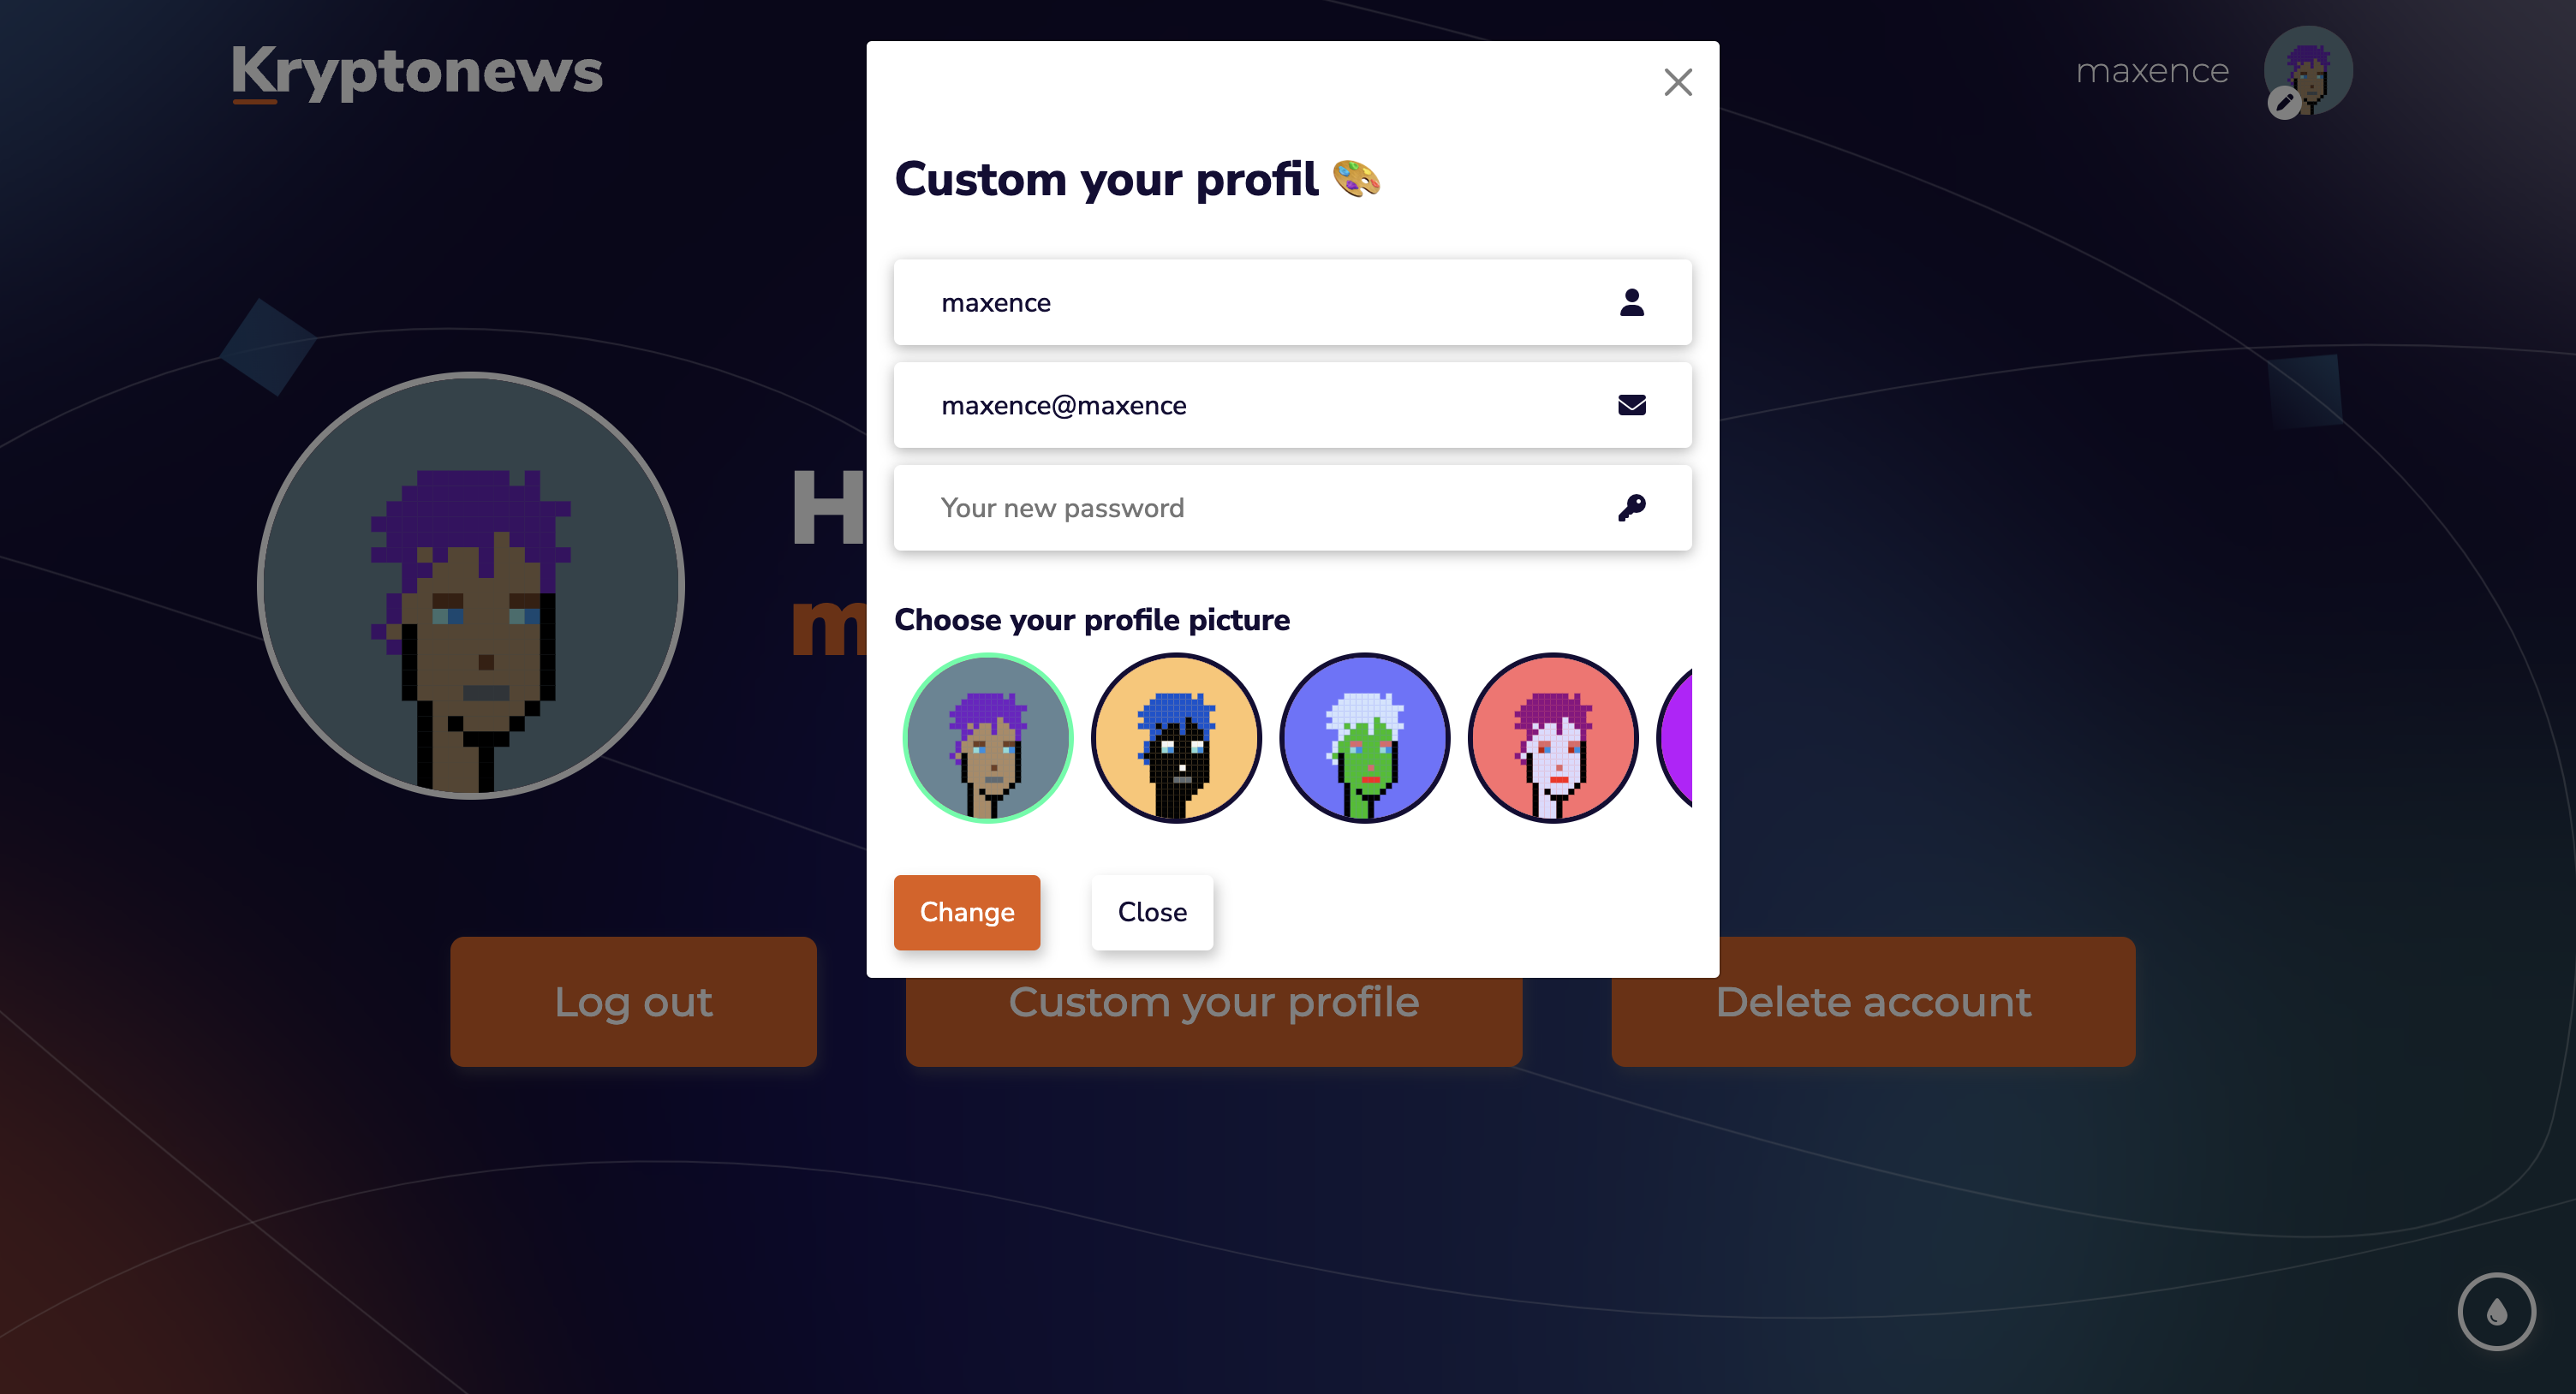 Kryptonews
maxence
Custom your profil 🎨
maxence
maxence@maxence
Your new password
Choose your profile picture
Change
Close
H
m
Log out
Custom your profile
Delete account